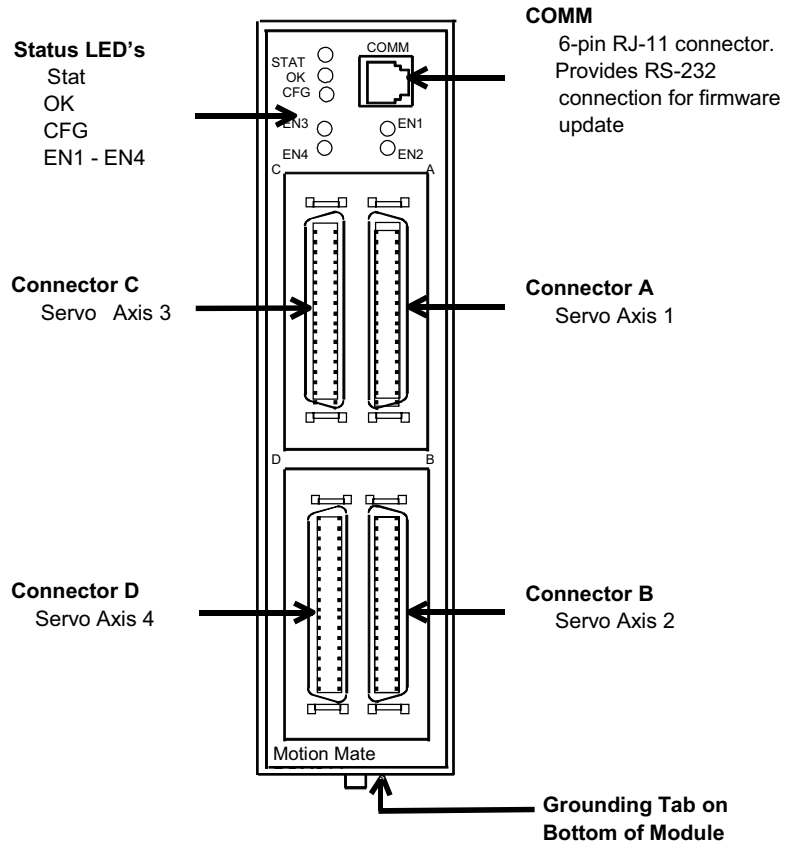 COMM
6-pin RJ-11 connector.
Provides RS-232
connection for firmware
update
Status LED's
Stat
OK
CFG
EN1 - EN4
STAT
OK
CFG
COMM
EN3
EN1
EN4
EN2
C
A
Connector C
Servo Axis 3
Connector A
Servo Axis 1
D
B
Connector D
Servo Axis 4
Connector B
Servo Axis 2
Motion Mate
Grounding Tab on
Bottom of Module